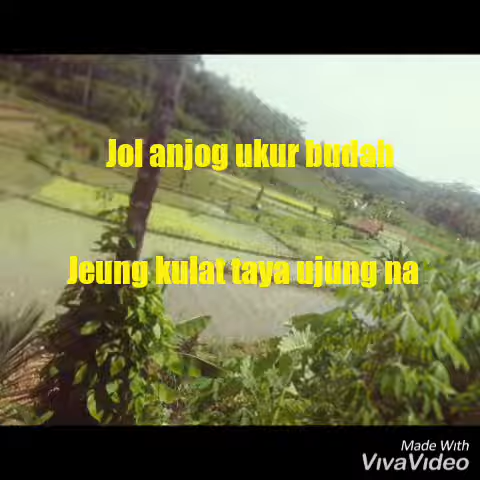 Jol anjog ukur budah
Jeung kulat taya ujung na
Made With
VivaVideo